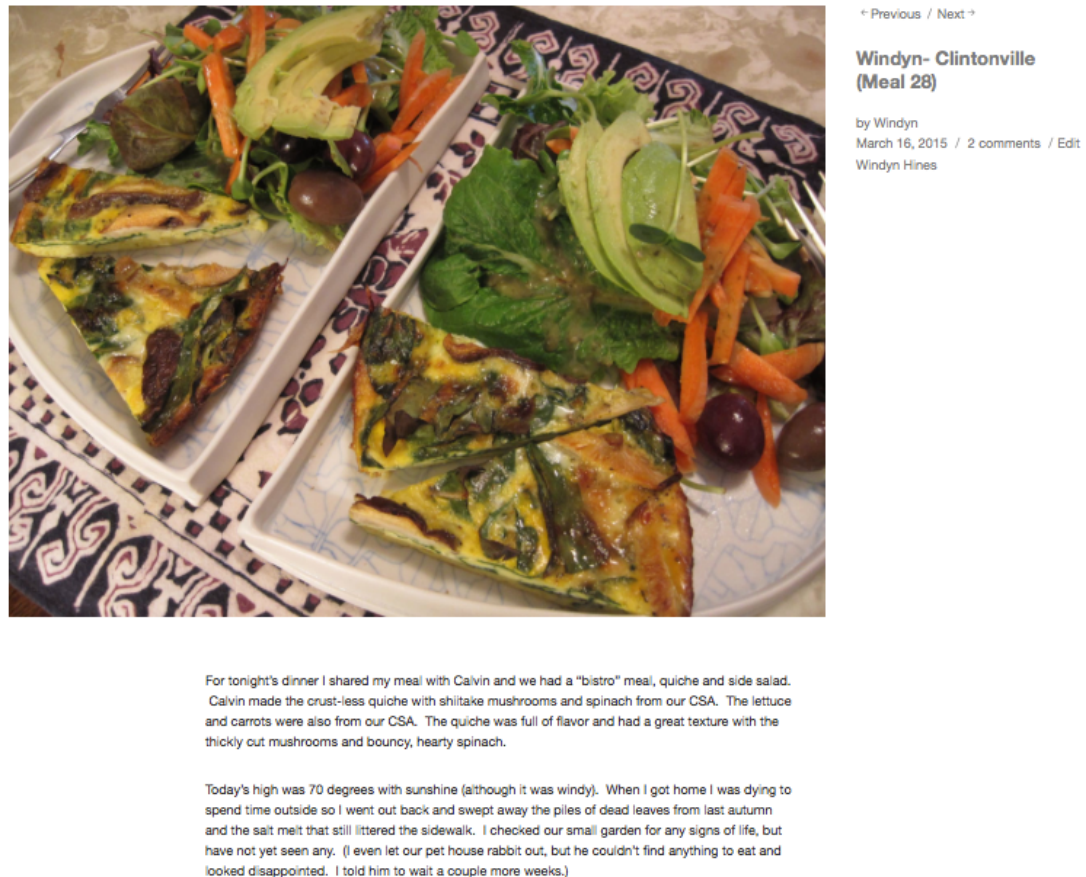 ← Previous / Next →
Windyn- Clintonville
(Meal 28)
by Windyn
March 16, 2015 / 2 comments / Edit
Windyn Hines
For tonight's dinner I shared my meal with Calvin and we had a “bistro” meal, quiche and side salad.
Calvin made the crust-less quiche with shiitake mushrooms and spinach from our CSA. The lettuce
and carrots were also from our CSA. The quiche was full of flavor and had a great texture with the
thickly cut mushrooms and bouncy, hearty spinach.
Today's high was 70 degrees with sunshine (although it was windy). When I got home I was dying to
spend time outside so I went out back and swept away the piles of dead leaves from last autumn
and the salt melt that still littered the sidewalk. I checked our small garden for any signs of life, but
have not yet seen any. (I even let our pet house rabbit out, but he couldn't find anything to eat and
looked disappointed. I told him to wait a couple more weeks.)